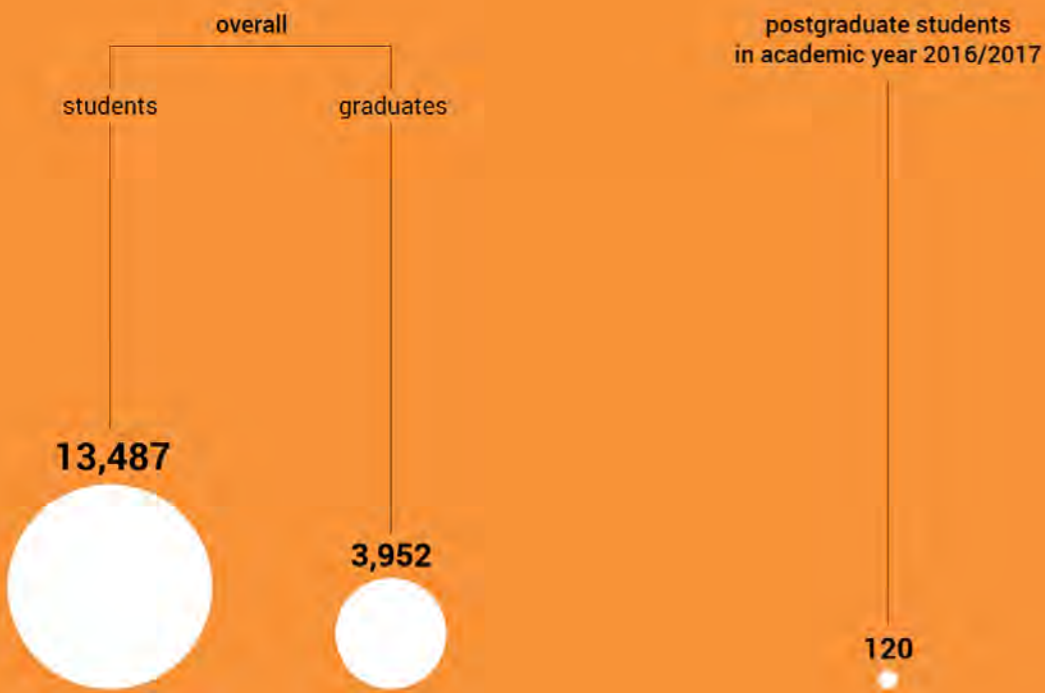 overall
students
graduates
13,487
3,952
postgraduate students
in academic year 2016/2017
120